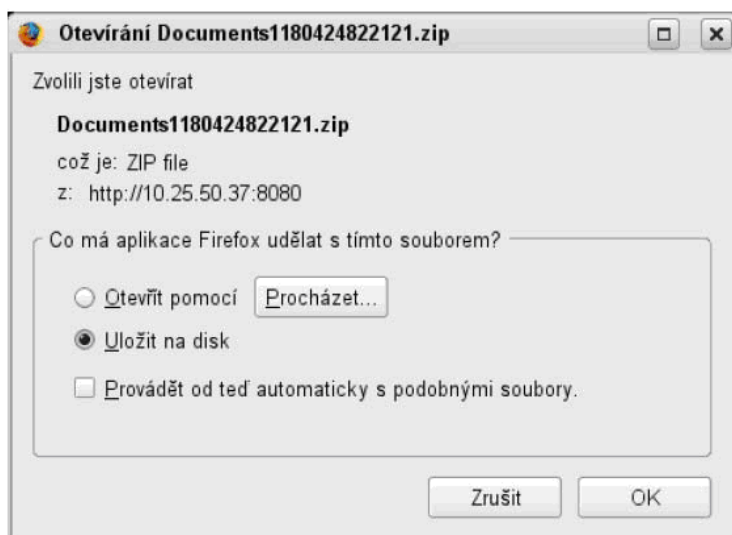 Otevírání Documents1180424822121.zip
Zvolili jste otevírat
Documents1180424822121.zip
což je: ZIP file
z: http://10.25.50.37:8080
Co má aplikace Firefox udělat s tímto souborem?
Otevřít pomocí Procházet...
Uložit na disk
Provádět od teď automaticky s podobnými soubory.
Zrušit OK